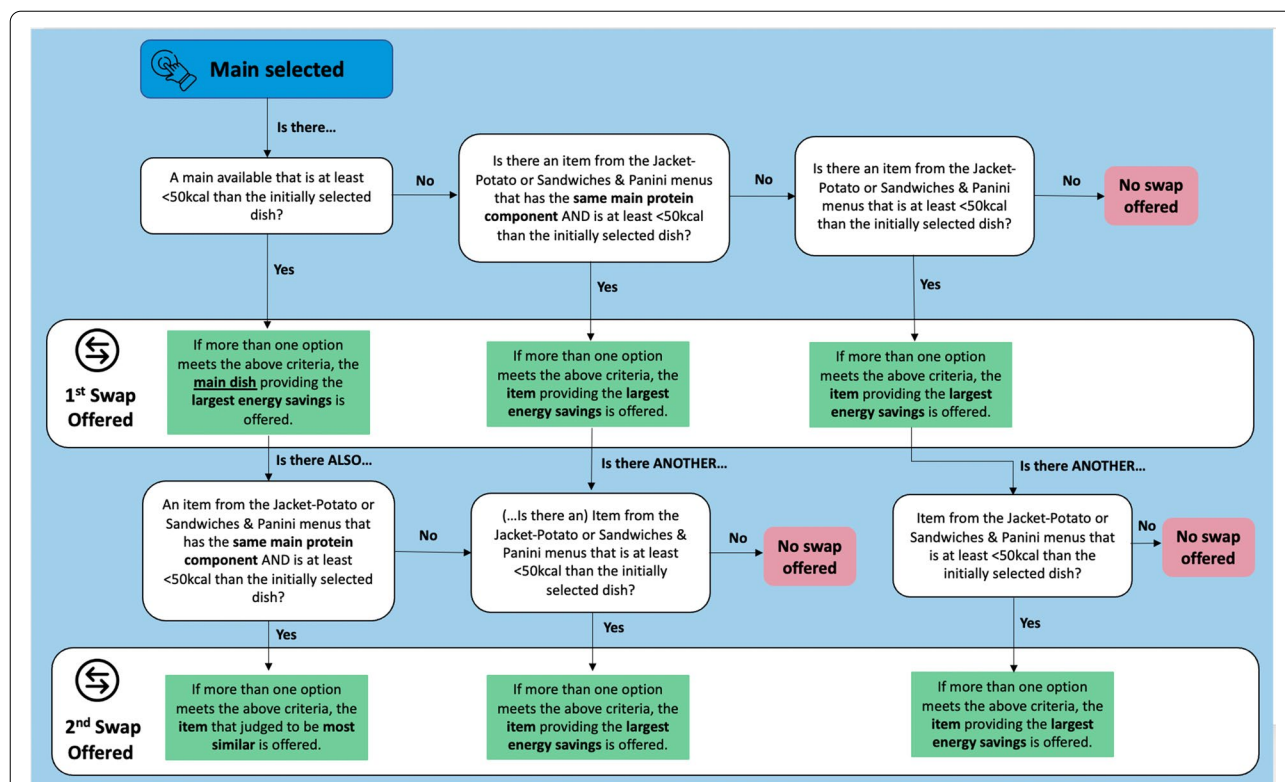 Main selected
Is there…
A main available that is at least
<50kcal than the initially selected
dish?
No
Is there an item from the Jacket-
Potato or Sandwiches & Panini menus
that has the same main protein
component AND is at least <50kcal
than the initially selected dish?
No
Is there an item from the Jacket-
Potato or Sandwiches & Panini
menus that is at least <50kcal
than the initially selected dish?
No
No swap
offered
Yes
Yes
Yes
1st Swap
Offered
If more than one option
meets the above criteria, the
main dish providing the
largest energy savings is
offered.
If more than one option
meets the above criteria, the
item providing the largest
energy savings is offered.
If more than one option
meets the above criteria, the
item providing the largest
energy savings is offered.
Is there ALSO…
Is there ANOTHER…
Is there ANOTHER…
An item from the Jacket-Potato or
Sandwiches & Panini menus that
has the same main protein
component AND is at least
<50kcal than the initially selected
dish?
No
(…Is there an) Item from the
Jacket-Potato or Sandwiches &
Panini menus that is at least
<50kcal than the initially
selected dish?
No
No swap
offered
Item from the Jacket-Potato or
Sandwiches & Panini menus that
is at least <50kcal than the
initially selected dish?
No
No swap
offered
Yes
Yes
Yes
2nd Swap
Offered
If more than one option
meets the above criteria, the
item that judged to be most
similar is offered.
If more than one option
meets the above criteria, the
item providing the largest
energy savings is offered.
If more than one option
meets the above criteria, the
item providing the largest
energy savings is offered.